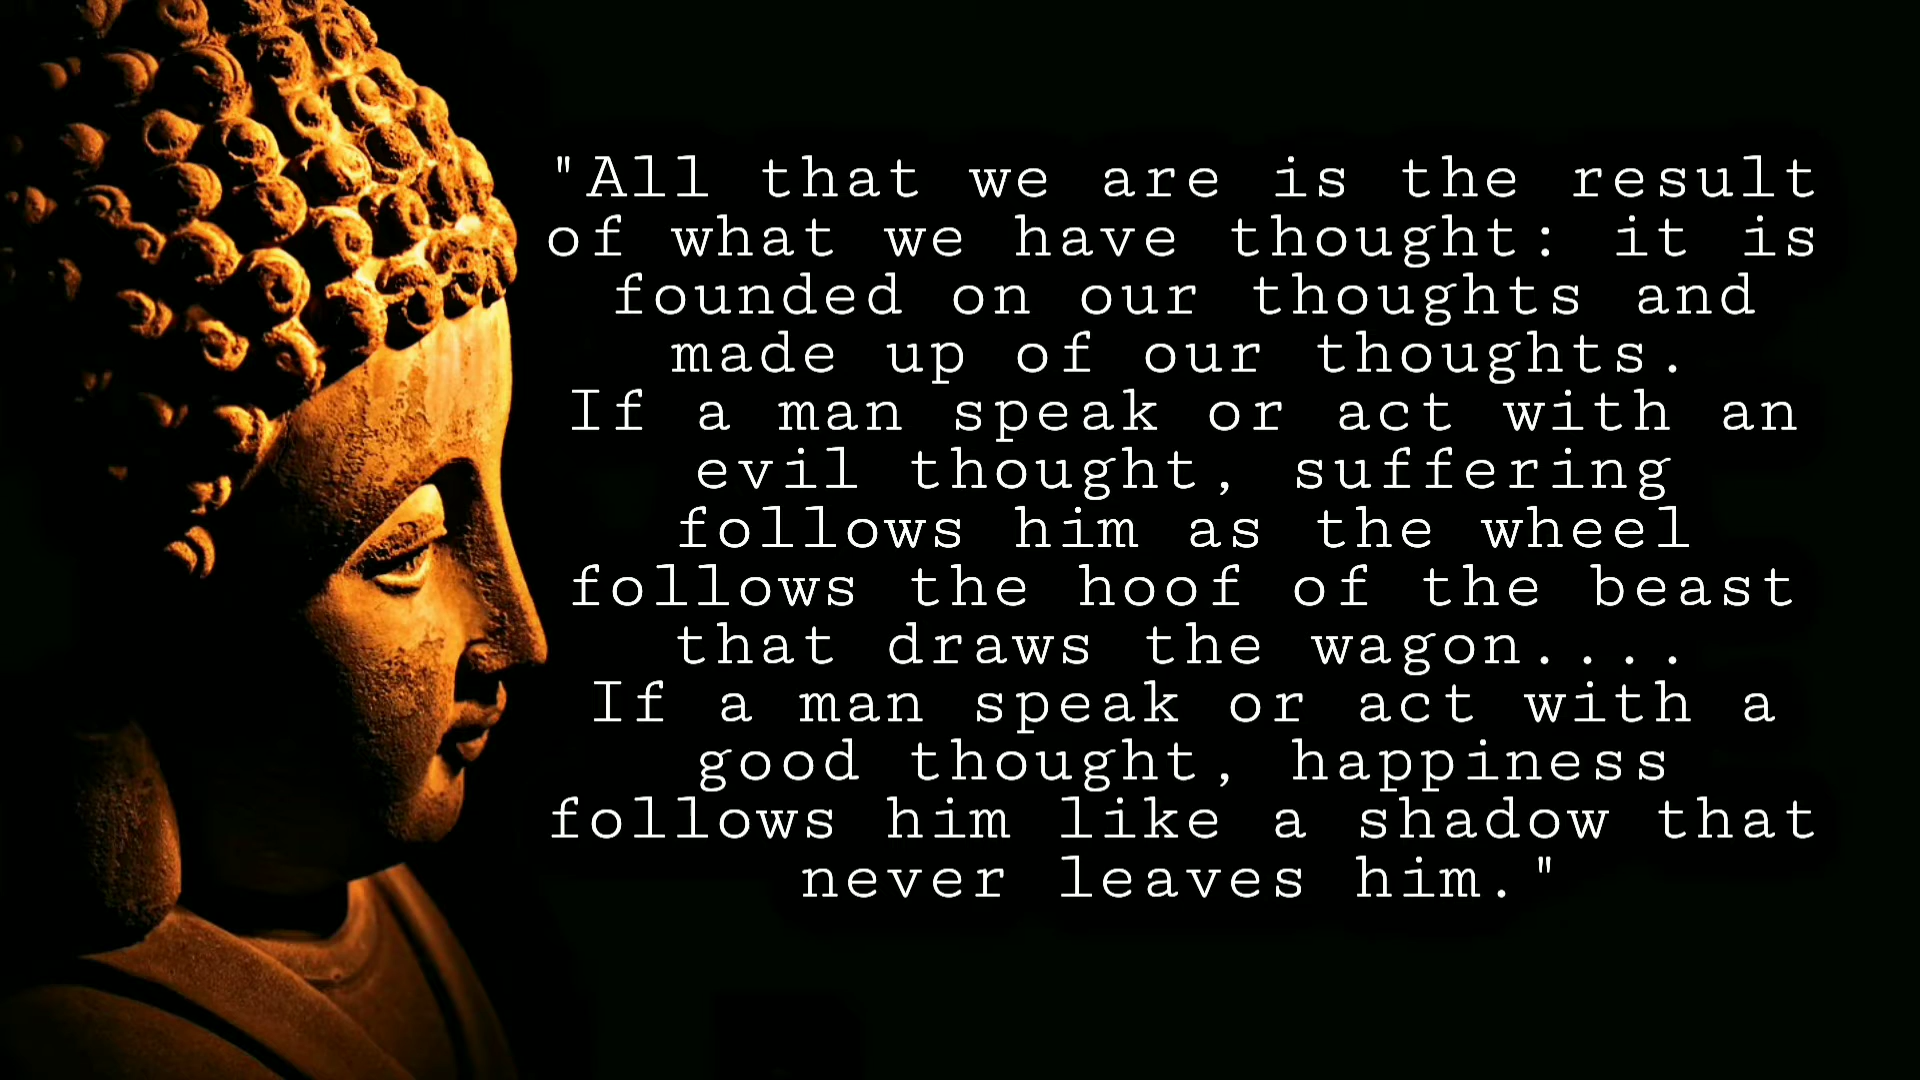 "All that we are is the result
of what we have thought: it is
founded on our thoughts and
made up of our thoughts.
If a man speak or act with an
evil thought, suffering
follows him as the wheel
follows the hoof of the beast
that draws the wagon....
If a man speak or act with a
good thought, happiness
follows him like a shadow that
never leaves him."